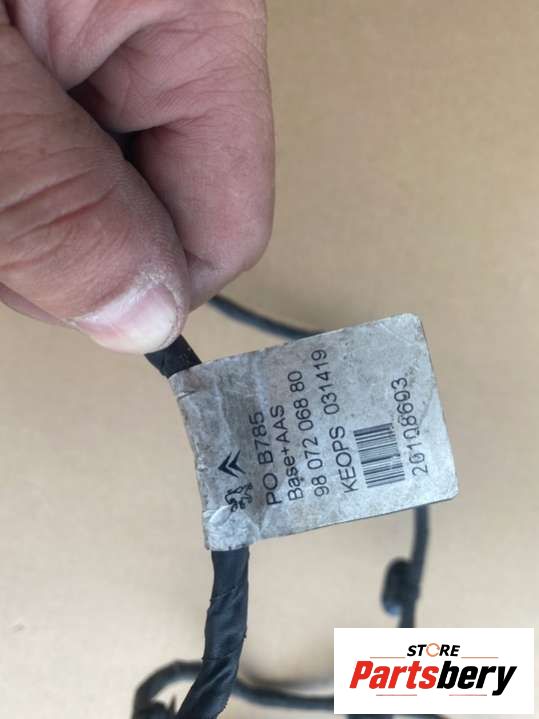 PO B785
Base+AAS
98 072 068 80
KEOPS 031419
20108603
STORE
Partsbery